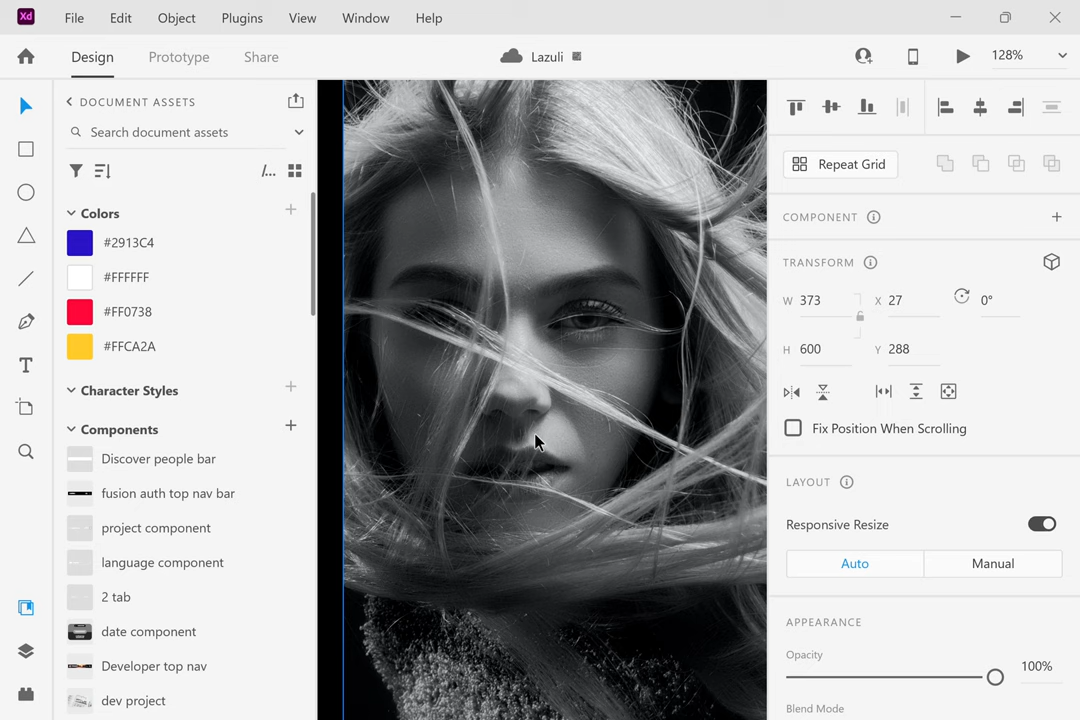 Xd File Edit Object Plugins View Window Help
Design Prototype Share Lazuli 128%
DOCUMENT ASSETS
Search document assets
/...
Colors
#2913C4
#FFFFFF
#FF0738
#FFCA2A
Character Styles
Components
Discover people bar
fusion auth top nav bar
project component
language component
2 tab
date component
Developer top nav
dev project
Repeat Grid
COMPONENT
TRANSFORM
W 373 X 27 0°
H 600 Y 288
Fix Position When Scrolling
LAYOUT
Responsive Resize
Auto Manual
APPEARANCE
Opacity
100%
Blend Mode